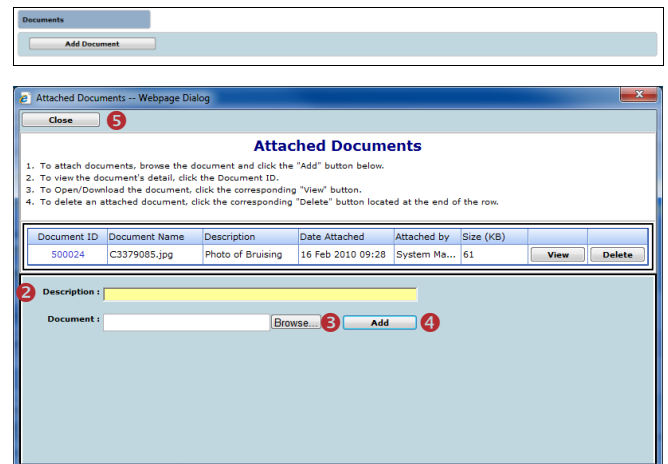 Documents
Add Document
Attached Documents -- Webpage Dialog
Close 5
Attached Documents
1. To attach documents, browse the document and click the "Add" button below.
2. To view the document's detail, click the Document ID.
3. To Open/Download the document, click the corresponding "View" button.
4. To delete an attached document, click the corresponding "Delete" button located at the end of the row.
Document ID Document Name Description Date Attached Attached by Size (KB)
500024 C3379085.jpg Photo of Bruising 16 Feb 2010 09:28 System Ma... 61 View Delete
2 Description :
Document : Browse... 3 Add 4